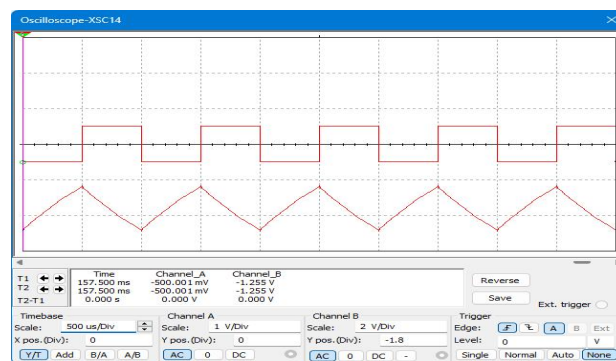 Oscilloscope-XSC14
Time Channel_A Channel_B
T1 157.500 ms -500.001 mV -1.255 V
T2 157.500 ms -500.001 mV -1.255 V
T2-T1 0.000 s 0.000 V 0.000 V
Reverse
Save
Ext. trigger
Timebase Channel A Channel B Trigger
Scale: 500 us/Div Scale: 1 V/Div Scale: 2 V/Div Edge: A B Ext
X pos.(Div): 0 Y pos.(Div): 0 Y pos.(Div): -1.8 Level: 0 V
Y/T Add B/A A/B AC 0 DC AC 0 DC - Single Normal Auto None